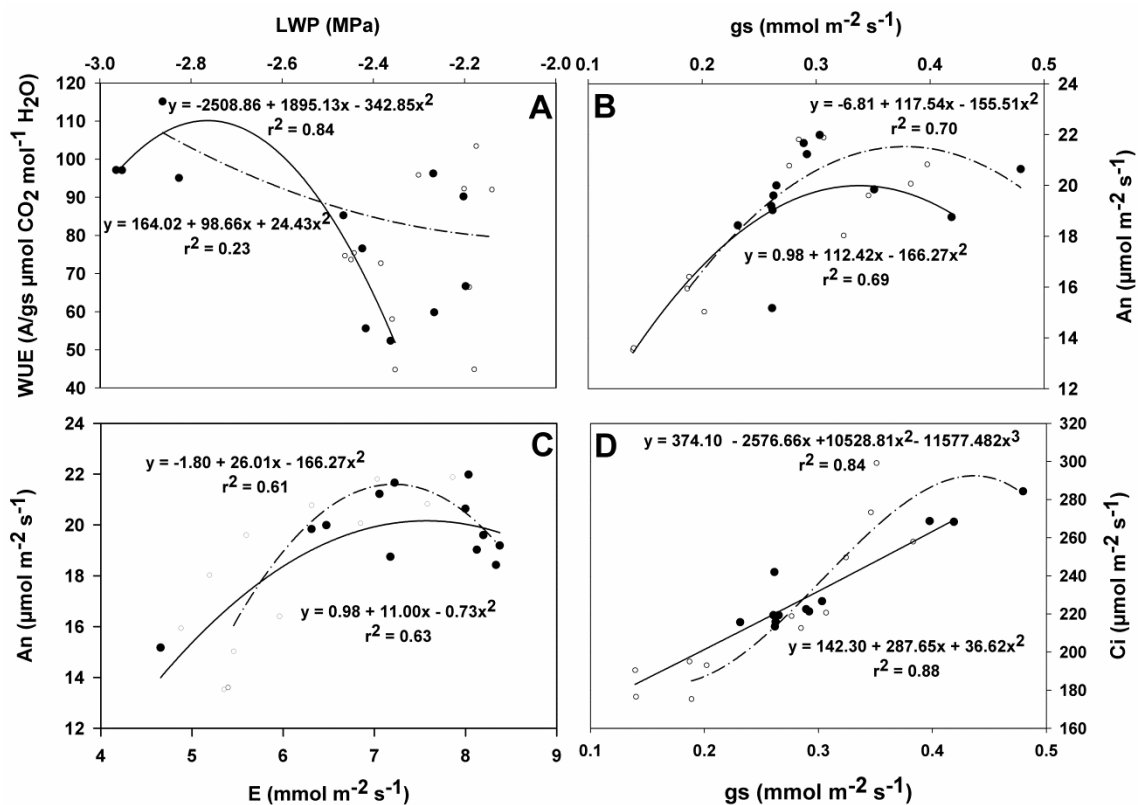 LWP (MPa)
-3.0 -2.8 -2.6 -2.4 -2.2 -2.0
WUE (A/gs µmol CO2 mol-1 H2O)
120
110
100
90
80
70
60
50
40
A
y = -2508.86 + 1895.13x - 342.85x2
r2 = 0.84
y = 164.02 + 98.66x + 24.43x2
r2 = 0.23
gs (mmol m-2 s-1)
0.1 0.2 0.3 0.4 0.5
B
y = -6.81 + 117.54x - 155.51x2
r2 = 0.70
y = 0.98 + 112.42x - 166.27x2
r2 = 0.69
24
22
20
18
16
14
12
An (µmol m-2 s-1)
An (µmol m-2 s-1)
24
22
20
18
16
14
12
C
y = -1.80 + 26.01x - 166.27x2
r2 = 0.61
y = 0.98 + 11.00x - 0.73x2
r2 = 0.63
4 5 6 7 8 9
E (mmol m-2 s-1)
D
y = 374.10 - 2576.66x +10528.81x2- 11577.482x3
r2 = 0.84
y = 142.30 + 287.65x + 36.62x2
r2 = 0.88
320
300
280
260
240
220
200
180
160
Ci (µmol m-2 s-1)
0.1 0.2 0.3 0.4 0.5
gs (mmol m-2 s-1)